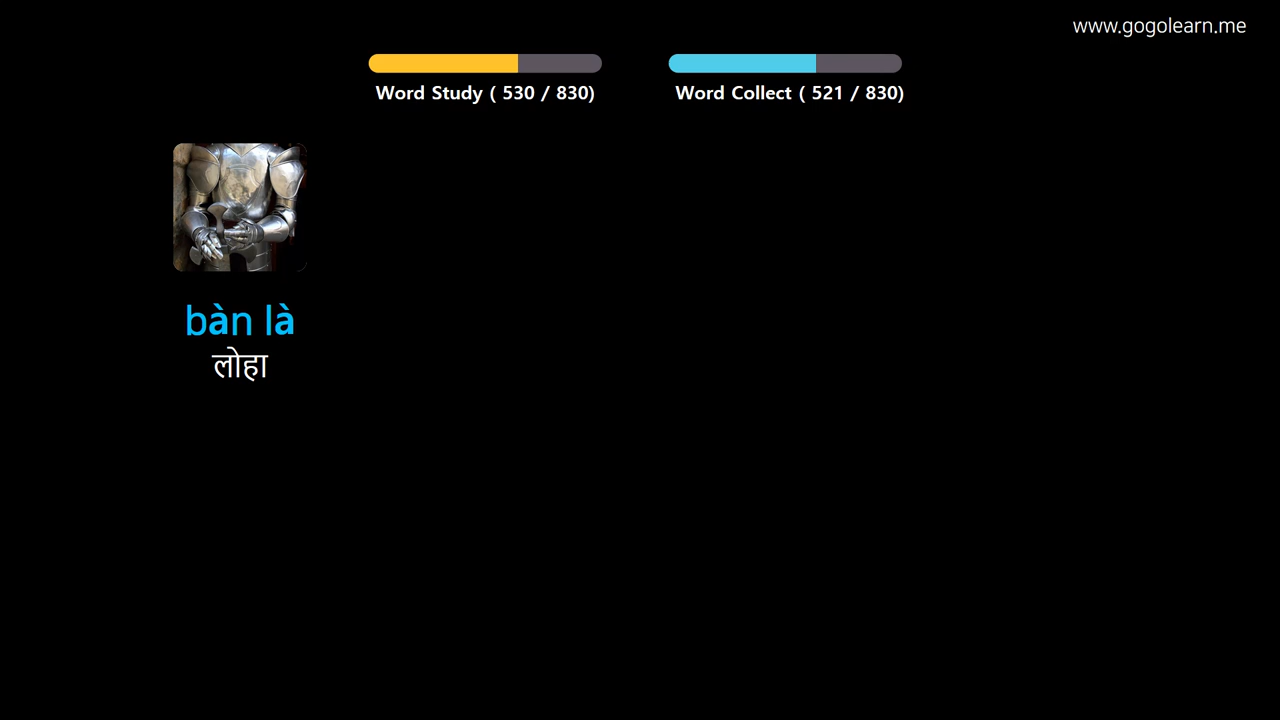 www.gogolearn.me
Word Study ( 530 / 830)
Word Collect ( 521 / 830)
bàn là
लोहा